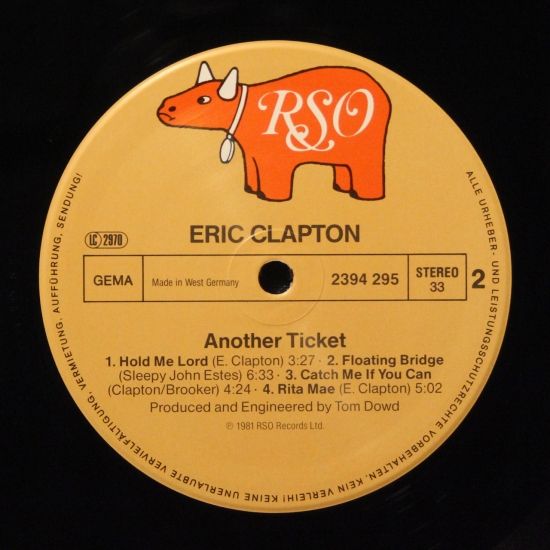 RSO
ERIC CLAPTON
LC 2970
GEMA
Made in West Germany
2394 295
STEREO
33
2
Another Ticket
1. Hold Me Lord (E. Clapton) 3:27 · 2. Floating Bridge
(Sleepy John Estes) 6:33 · 3. Catch Me If You Can
(Clapton/Brooker) 4:24 · 4. Rita Mae (E. Clapton) 5:02
Produced and Engineered by Tom Dowd
℗ 1981 RSO Records Ltd.
ALLE URHEBER- UND LEISTUNGSSCHUTZRECHTE VORBEHALTEN. KEIN VERLEIH! KEINE UNERLAUBTE VERVIELFÄLTIGUNG, VERMIETUNG, AUFFÜHRUNG, SENDUNG!